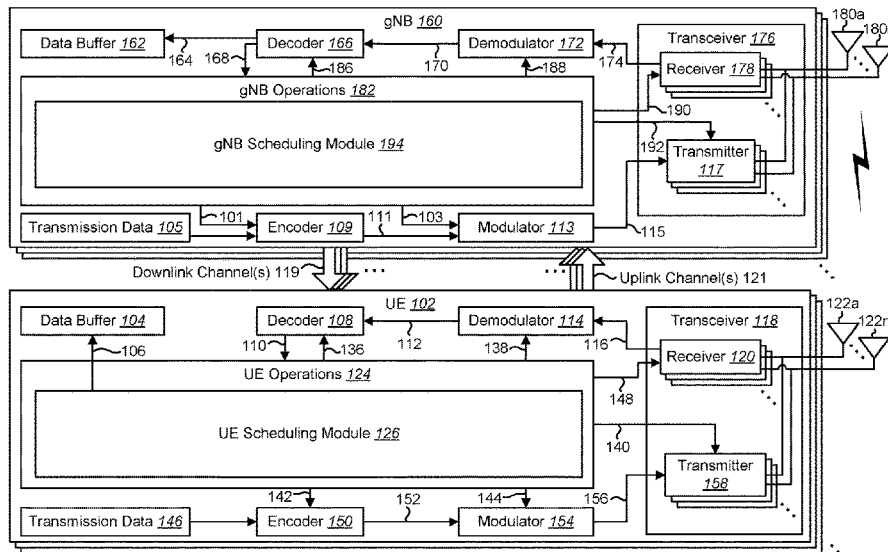 gNB 160
180a
180
Data Buffer 162
Decoder 166
Demodulator 172
Transceiver 176
164
168
186
170
188
174
Receiver 178
gNB Operations 182
190
gNB Scheduling Module 194
192
Transmitter 117
101
103
Transmission Data 105
Encoder 109
111
Modulator 113
115
Downlink Channel(s) 119
Uplink Channel(s) 121
UE 102
122a
122n
Data Buffer 104
Decoder 108
Demodulator 114
Transceiver 118
106
110
136
112
138
116
Receiver 120
UE Operations 124
148
UE Scheduling Module 126
140
Transmitter 158
142
152
144
156
Transmission Data 146
Encoder 150
Modulator 154